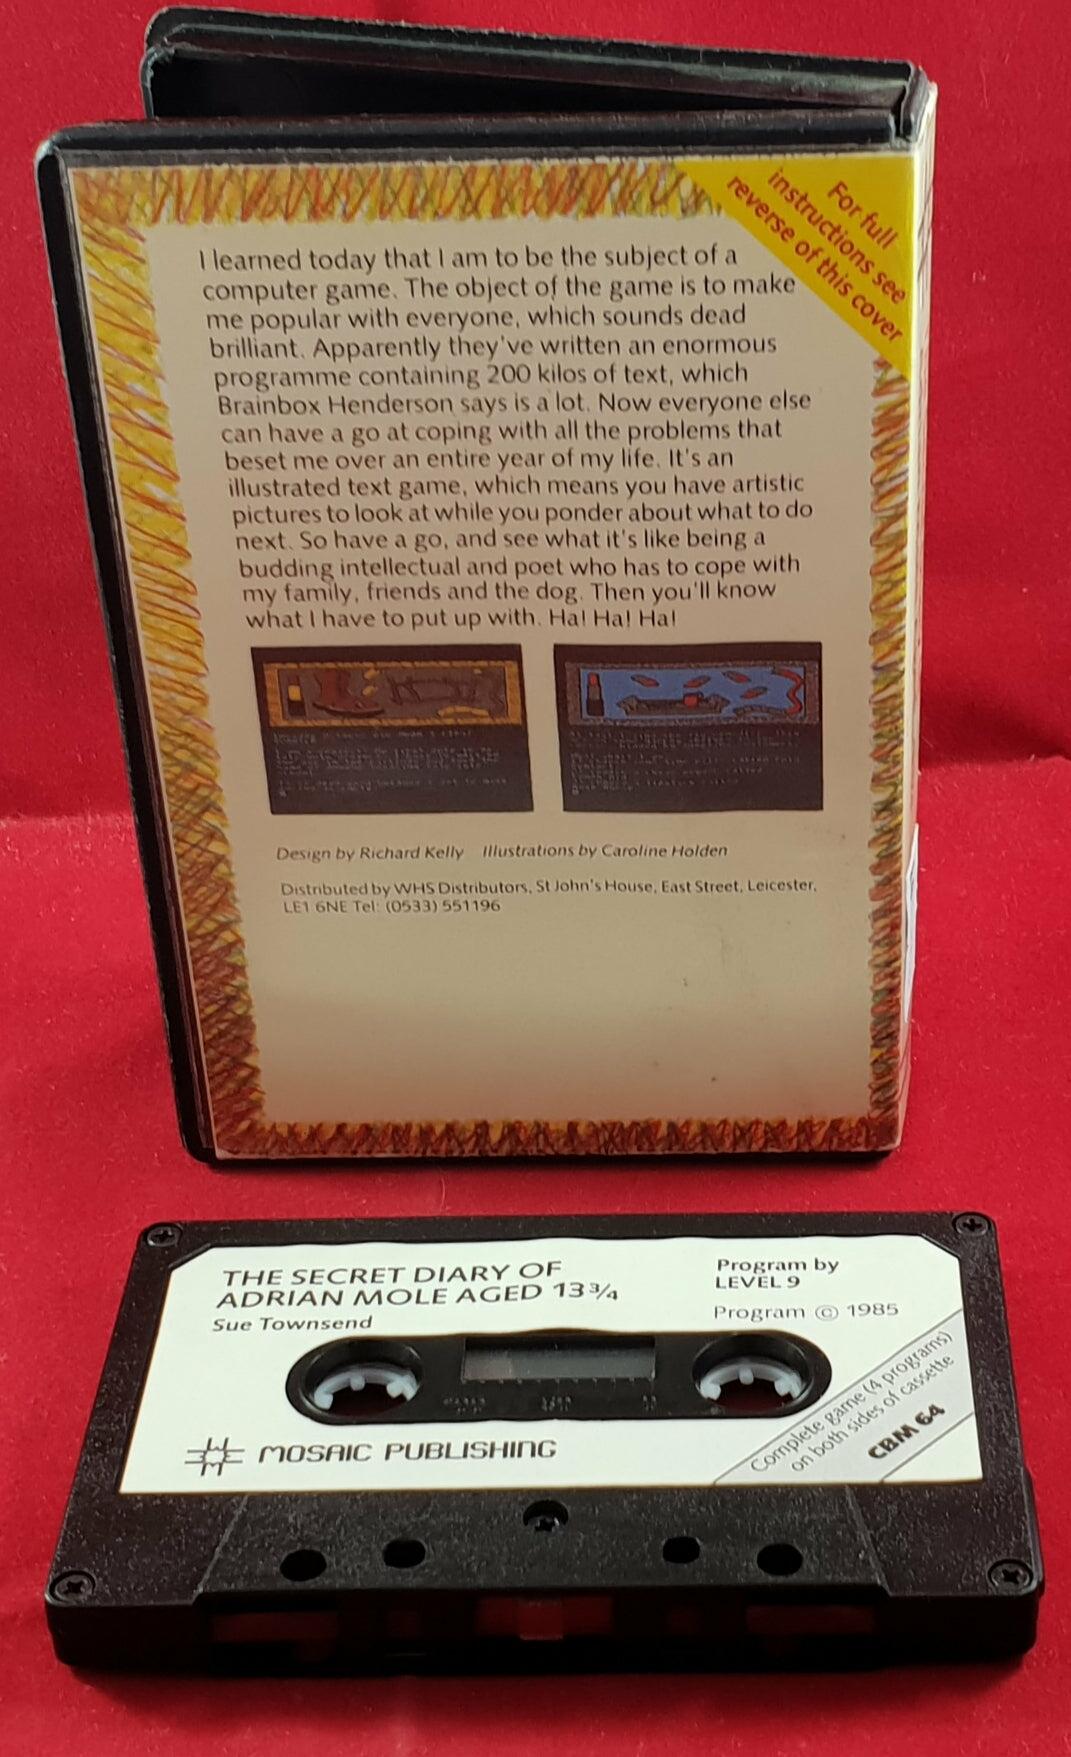 For full
instructions see
reverse of this cover
I learned today that I am to be the subject of a
computer game. The object of the game is to make
me popular with everyone, which sounds dead
brilliant. Apparently they've written an enormous
programme containing 200 kilos of text, which
Brainbox Henderson says is a lot. Now everyone else
can have a go at coping with all the problems that
beset me over an entire year of my life. It's an
illustrated text game, which means you have artistic
pictures to look at while you ponder about what to do
next. So have a go, and see what it's like being a
budding intellectual and poet who has to cope with
my family, friends and the dog. Then you'll know
what I have to put up with. Ha! Ha! Ha!
Design by Richard Kelly Illustrations by Caroline Holden
Distributed by WHS Distributors, St John's House, East Street, Leicester,
LE1 6NE Tel: (0533) 551196
THE SECRET DIARY OF
ADRIAN MOLE AGED 13¾
Sue Townsend
Program by
LEVEL 9
Program © 1985
Complete game (4 programs)
on both sides of cassette
CBM 64
MOSAIC PUBLISHING